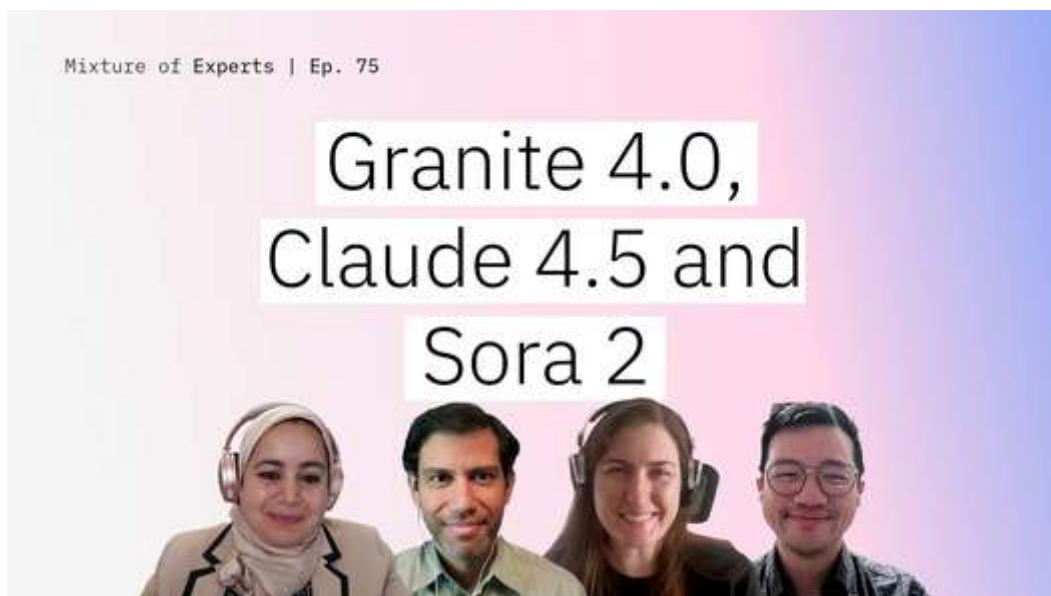 Mixture of Experts | Ep. 75
Granite 4.0,
Claude 4.5 and
Sora 2